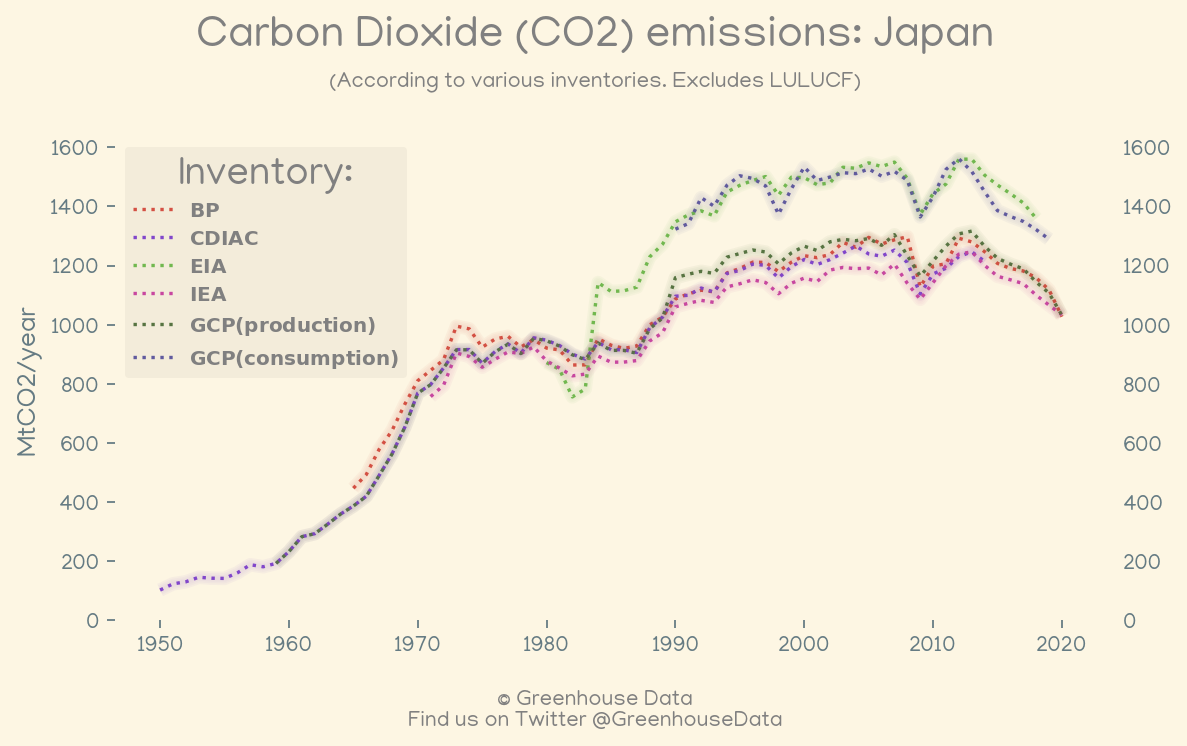 Carbon Dioxide (CO2) emissions: Japan
(According to various inventories. Excludes LULUCF)
Inventory:
BP
CDIAC
EIA
IEA
GCP(production)
GCP(consumption)
MtCO2/year
1600
1400
1200
1000
800
600
400
200
0
1600
1400
1200
1000
800
600
400
200
0
1950 1960 1970 1980 1990 2000 2010 2020
© Greenhouse Data
Find us on Twitter @GreenhouseData